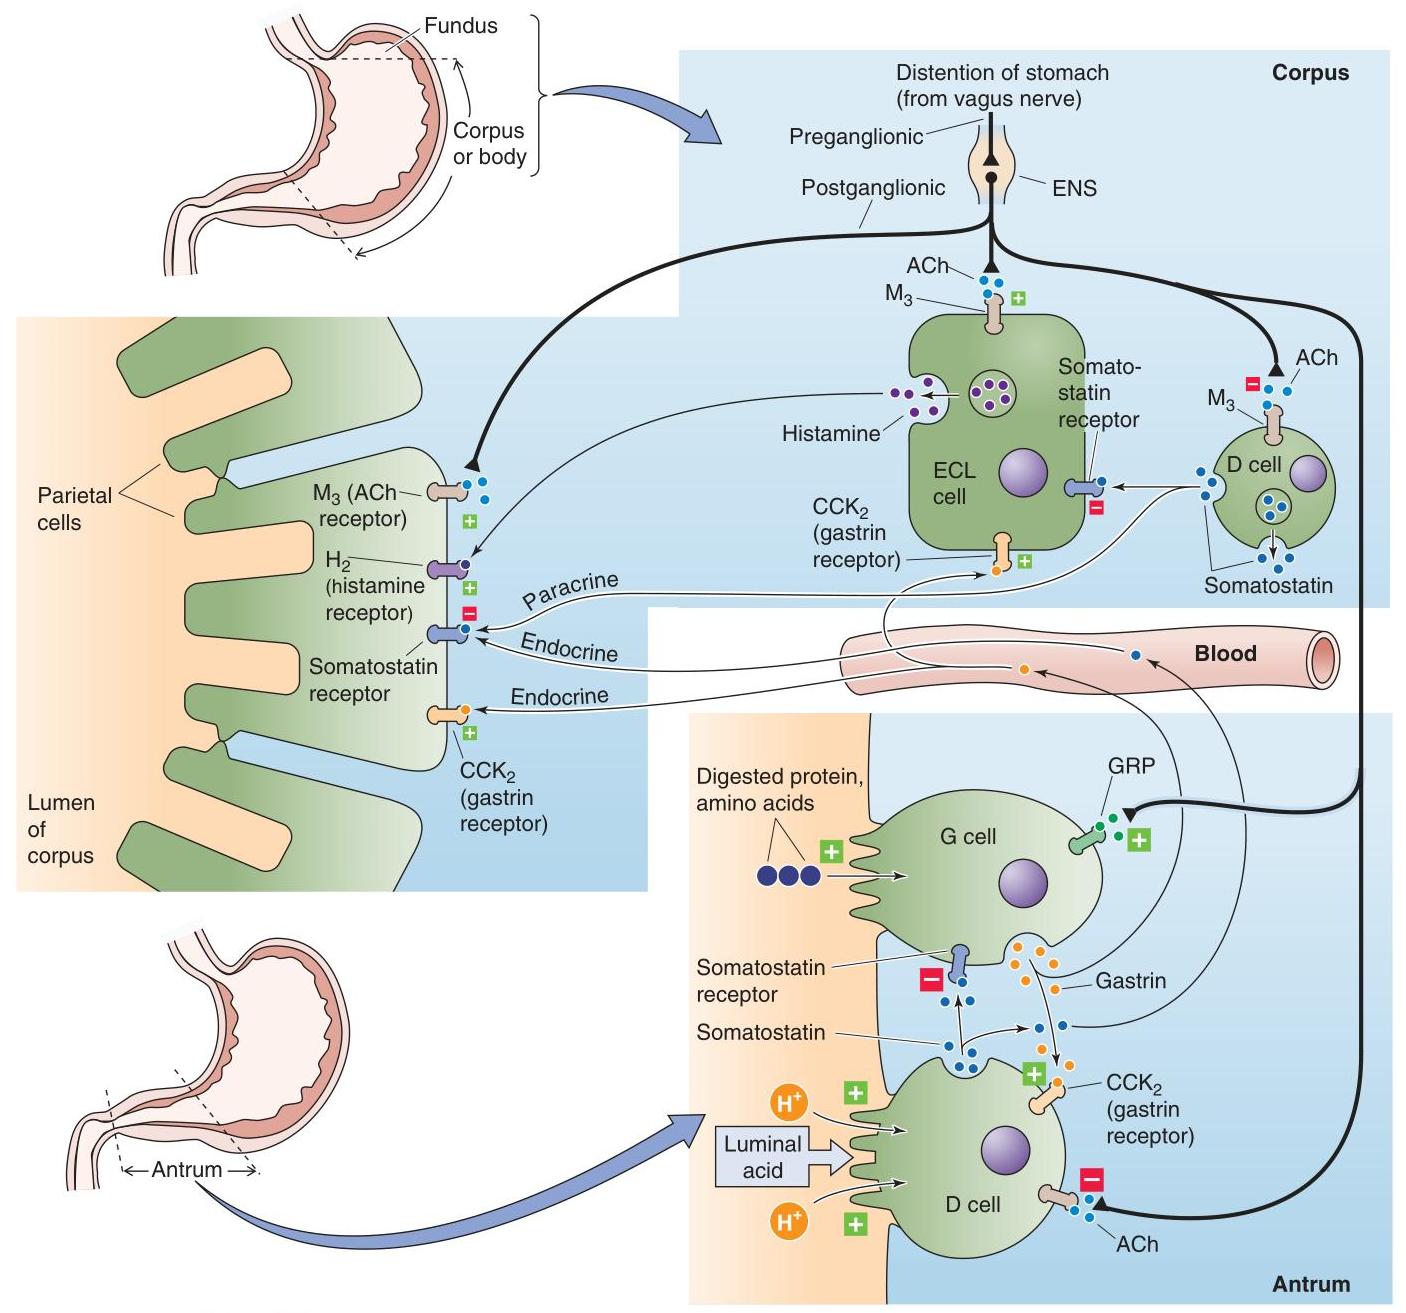 Fundus
Corpus
or body
Corpus
Distention of stomach
(from vagus nerve)
Preganglionic
Postganglionic
ENS
ACh
M3
+
Somato-
statin
receptor
Histamine
ECL
cell
−
CCK2
(gastrin
receptor)
+
ACh
−
M3
D cell
Somatostatin
Parietal
cells
M3 (ACh
receptor)
+
H2
(histamine
receptor)
+
−
Somatostatin
receptor
+
CCK2
(gastrin
receptor)
Lumen
of
corpus
Paracrine
Endocrine
Endocrine
Blood
Digested protein,
amino acids
+
G cell
GRP
+
Somatostatin
receptor
−
Gastrin
Somatostatin
+
CCK2
(gastrin
receptor)
H+
+
Luminal
acid
H+
+
D cell
−
ACh
Antrum
Antrum